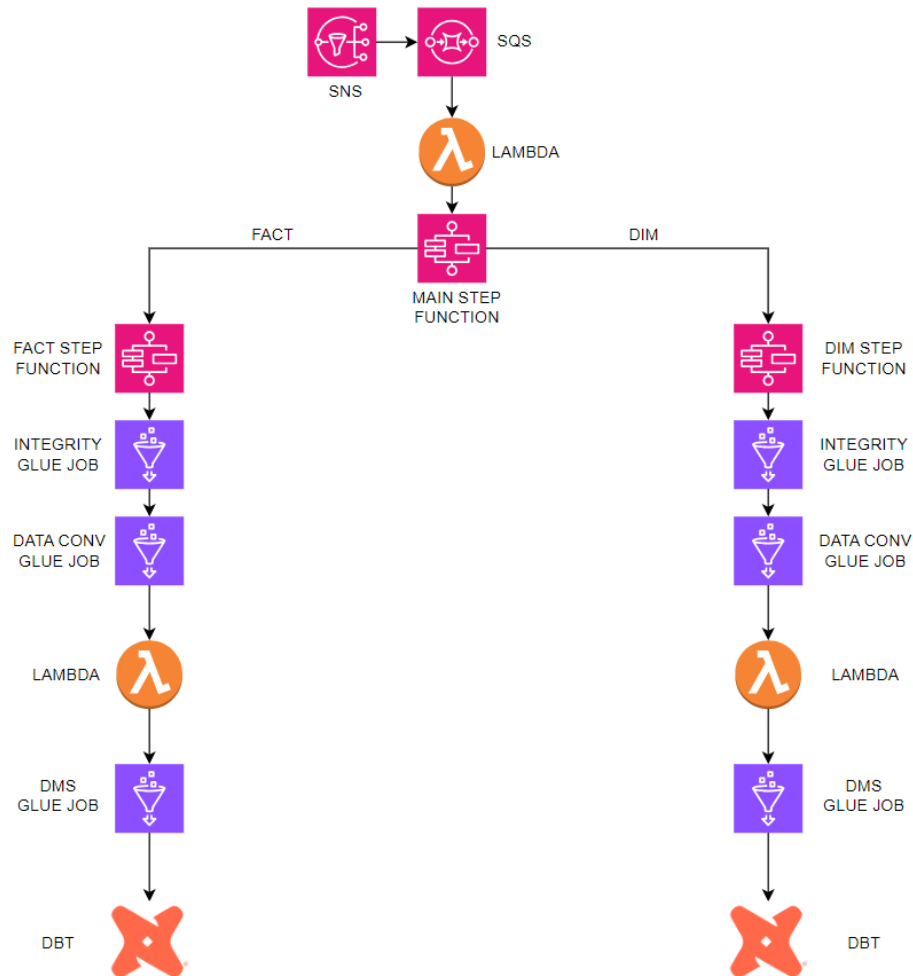 SQS
SNS
LAMBDA
FACT
DIM
MAIN STEP
FUNCTION
FACT STEP
FUNCTION
DIM STEP
FUNCTION
INTEGRITY
GLUE JOB
INTEGRITY
GLUE JOB
DATA CONV
GLUE JOB
DATA CONV
GLUE JOB
LAMBDA
LAMBDA
DMS
GLUE JOB
DMS
GLUE JOB
DBT
DBT